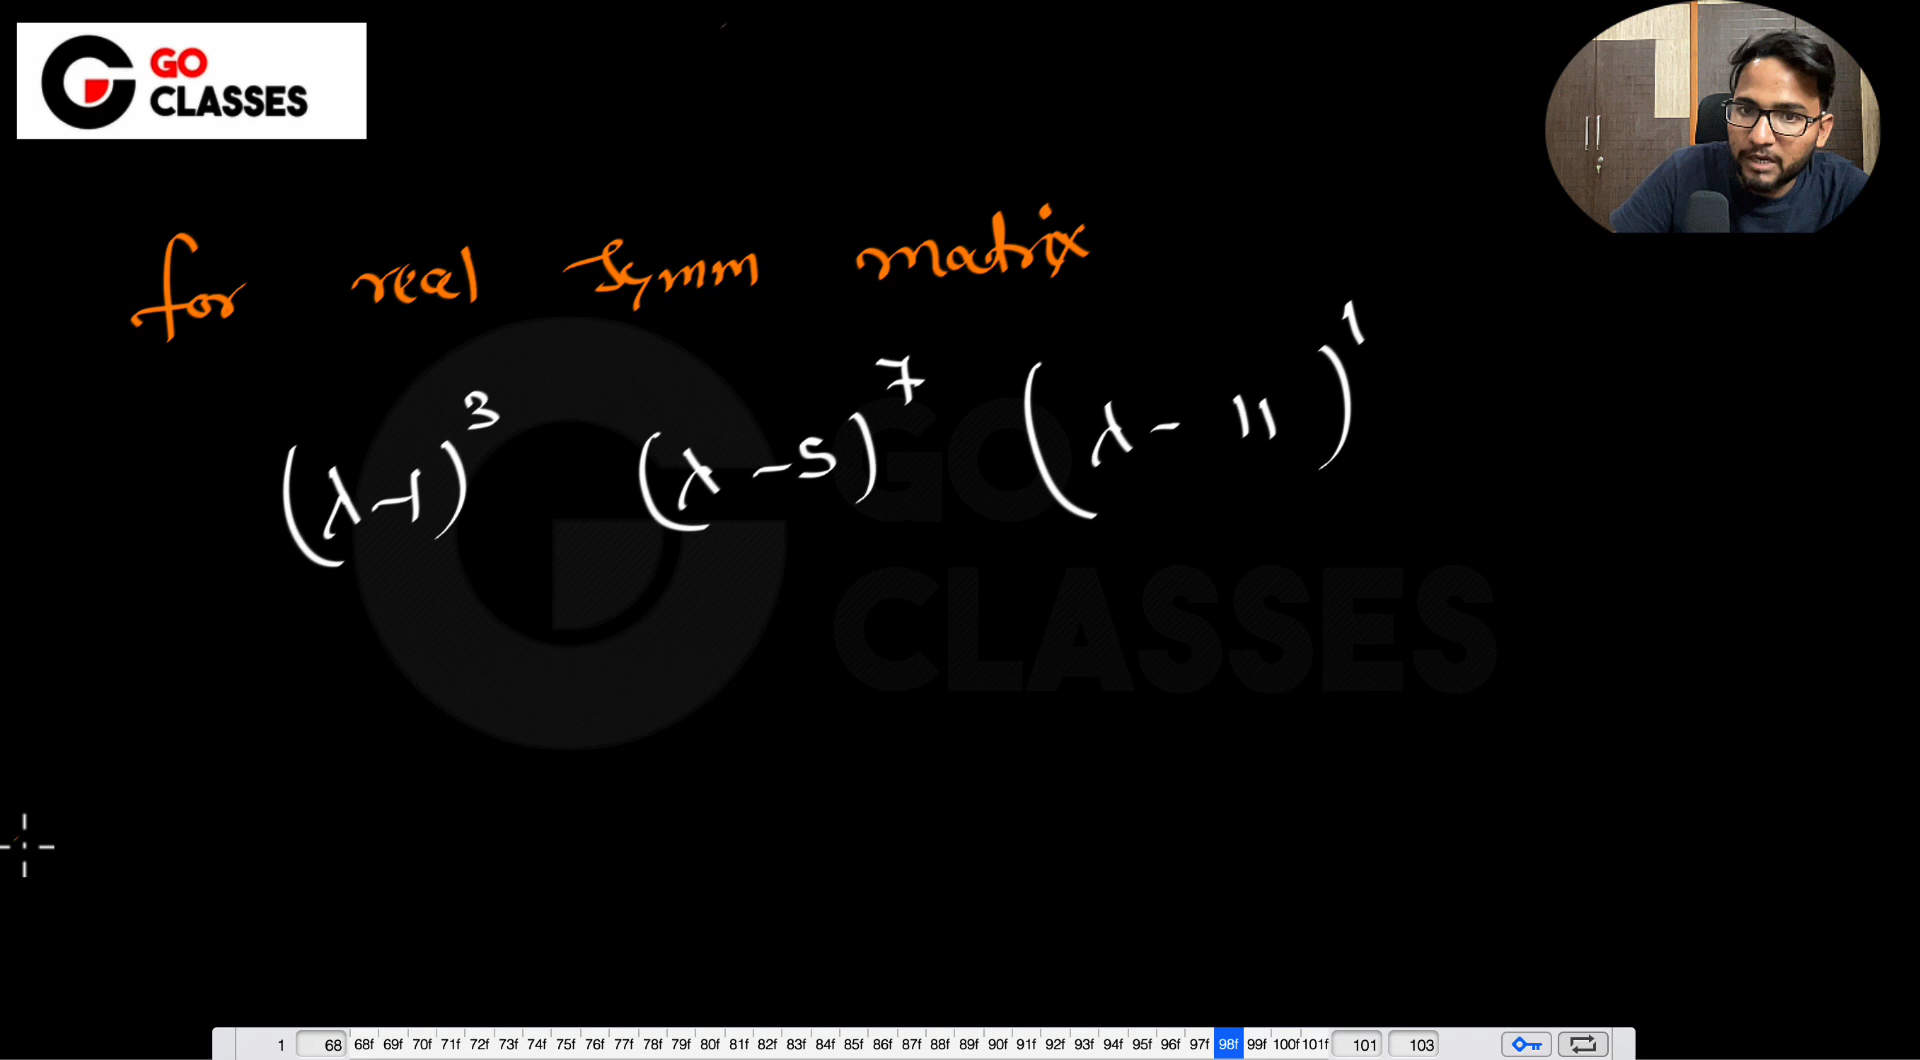 GO
CLASSES
for real symm matrix
(λ-1)³ (λ-5)⁷ (λ-11)¹
GO
CLASSES
1 68 68f 69f 70f 71f 72f 73f 74f 75f 76f 77f 78f 79f 80f 81f 82f 83f 84f 85f 86f 87f 88f 89f 90f 91f 92f 93f 94f 95f 96f 97f 98f 99f 100f 101f 101 103